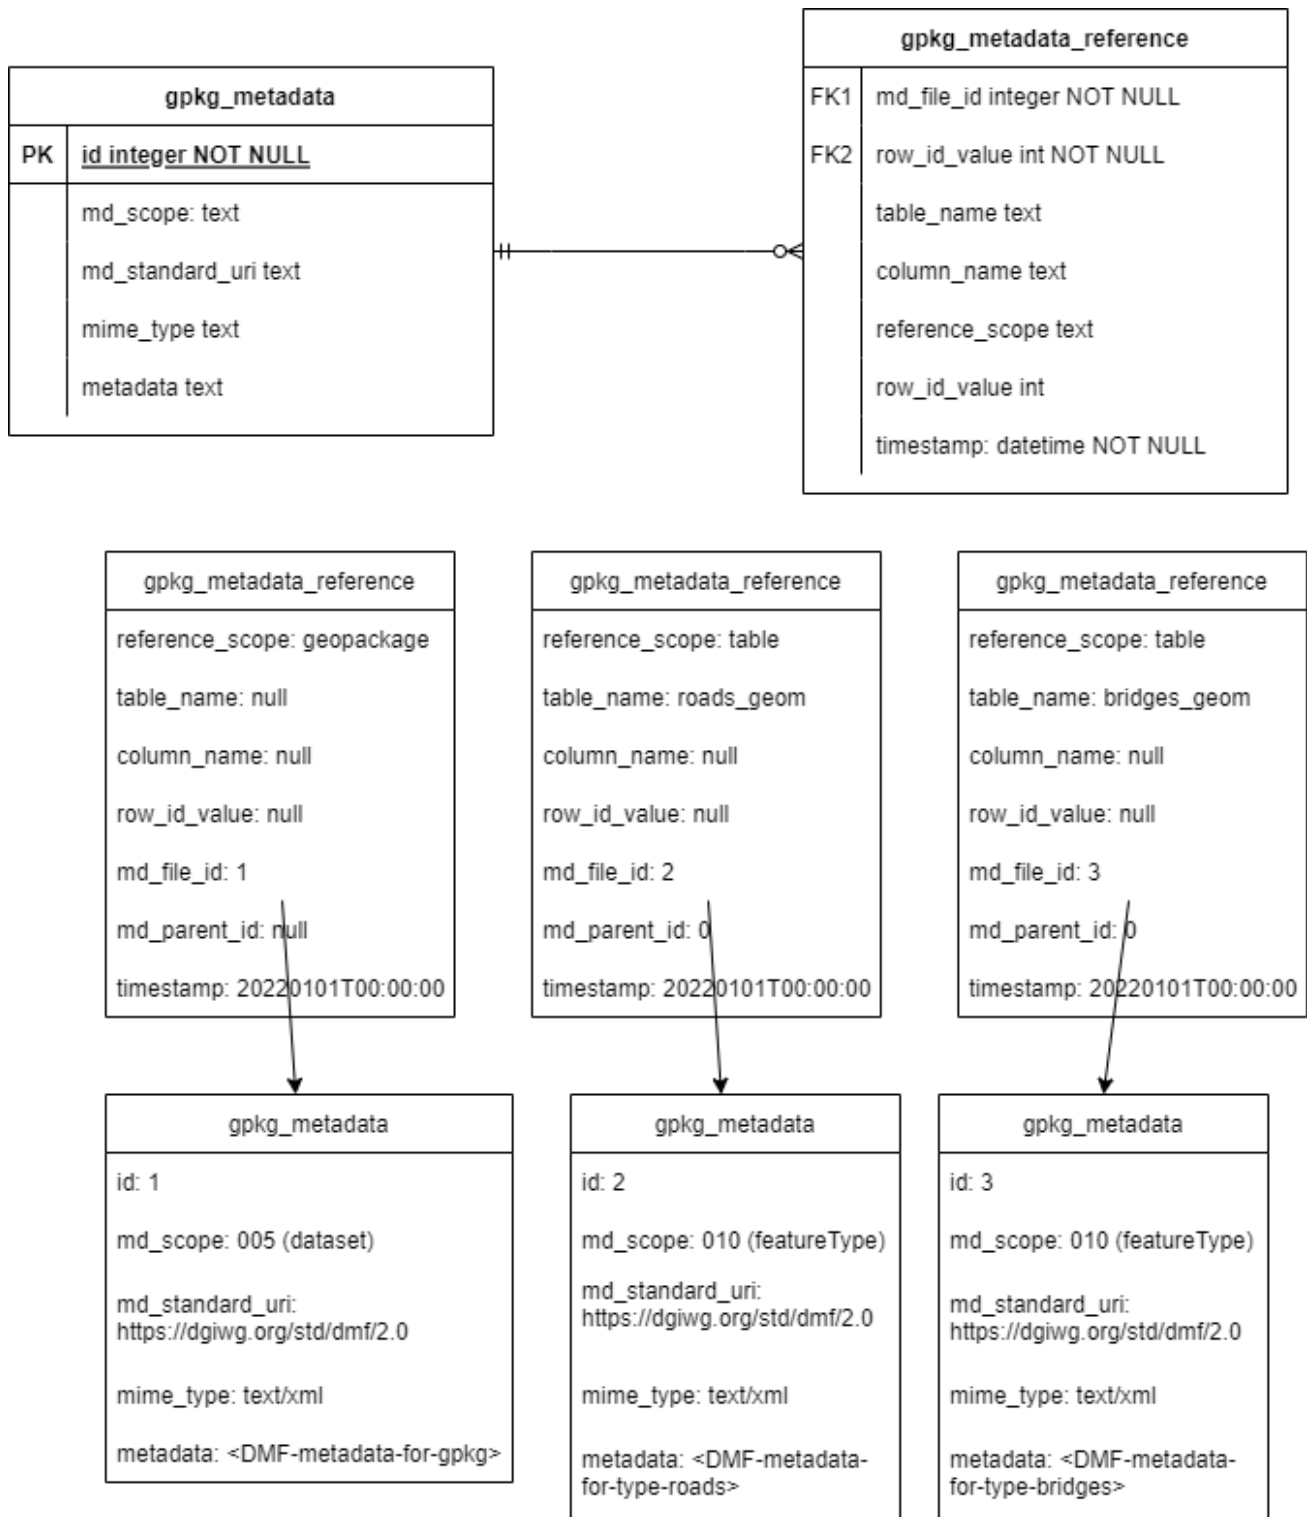 gpkg_metadata
PK id integer NOT NULL
md_scope: text
md_standard_uri text
mime_type text
metadata text
gpkg_metadata_reference
FK1 md_file_id integer NOT NULL
FK2 row_id_value int NOT NULL
table_name text
column_name text
reference_scope text
row_id_value int
timestamp: datetime NOT NULL
gpkg_metadata_reference
reference_scope: geopackage
table_name: null
column_name: null
row_id_value: null
md_file_id: 1
md_parent_id: null
timestamp: 20220101T00:00:00
gpkg_metadata_reference
reference_scope: table
table_name: roads_geom
column_name: null
row_id_value: null
md_file_id: 2
md_parent_id: 0
timestamp: 20220101T00:00:00
gpkg_metadata_reference
reference_scope: table
table_name: bridges_geom
column_name: null
row_id_value: null
md_file_id: 3
md_parent_id: 0
timestamp: 20220101T00:00:00
gpkg_metadata
id: 1
md_scope: 005 (dataset)
md_standard_uri:
https://dgiwg.org/std/dmf/2.0
mime_type: text/xml
metadata: <DMF-metadata-for-gpkg>
gpkg_metadata
id: 2
md_scope: 010 (featureType)
md_standard_uri:
https://dgiwg.org/std/dmf/2.0
mime_type: text/xml
metadata: <DMF-metadata-
for-type-roads>
gpkg_metadata
id: 3
md_scope: 010 (featureType)
md_standard_uri:
https://dgiwg.org/std/dmf/2.0
mime_type: text/xml
metadata: <DMF-metadata-
for-type-bridges>